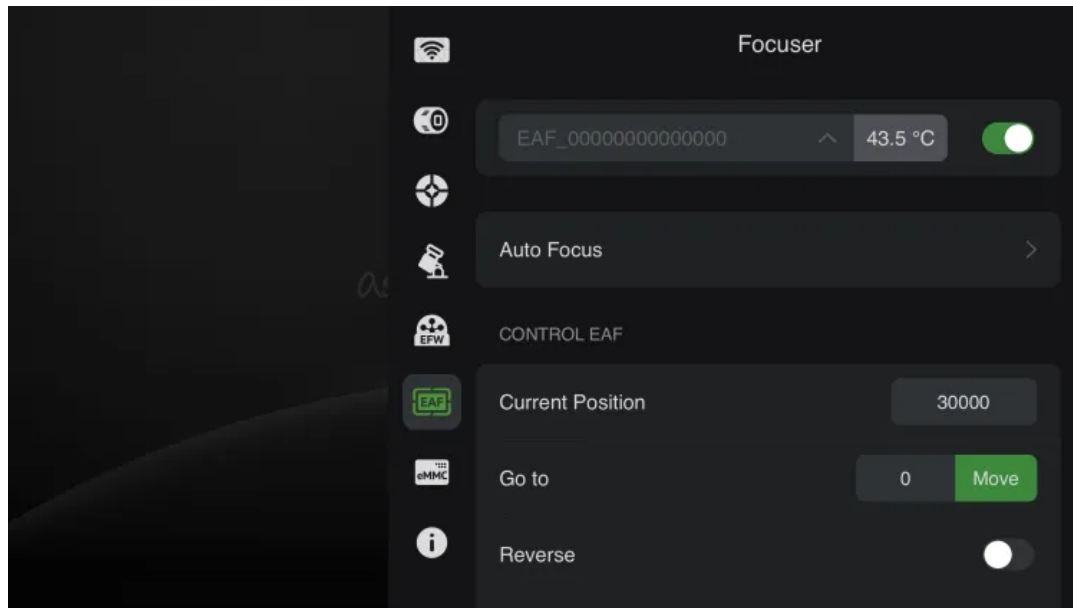 Focuser
EAF_00000000000000
43.5 °C
Auto Focus
CONTROL EAF
EFW
EAF
Current Position
30000
eMMC
Go to
0
Move
Reverse